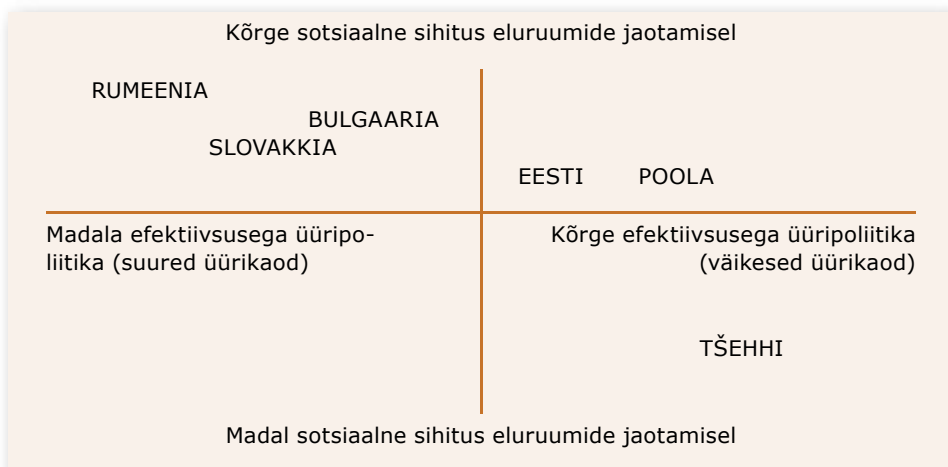 Kõrge sotsiaalne sihitus eluruumide jaotamisel
RUMEENIA
BULGAARIA
SLOVAKKIA
EESTI POOLA
Madala efektiivsusega üüripo-
liitika (suured üürikaod)
Kõrge efektiivsusega üüripoliitika
(väikesed üürikaod)
TŠEHHI
Madal sotsiaalne sihitus eluruumide jaotamisel